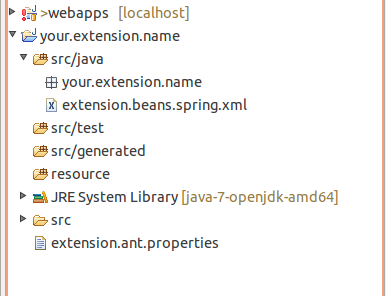 >webapps [localhost]
your.extension.name
src/java
your.extension.name
extension.beans.spring.xml
src/test
src/generated
resource
JRE System Library [java-7-openjdk-amd64]
src
extension.ant.properties